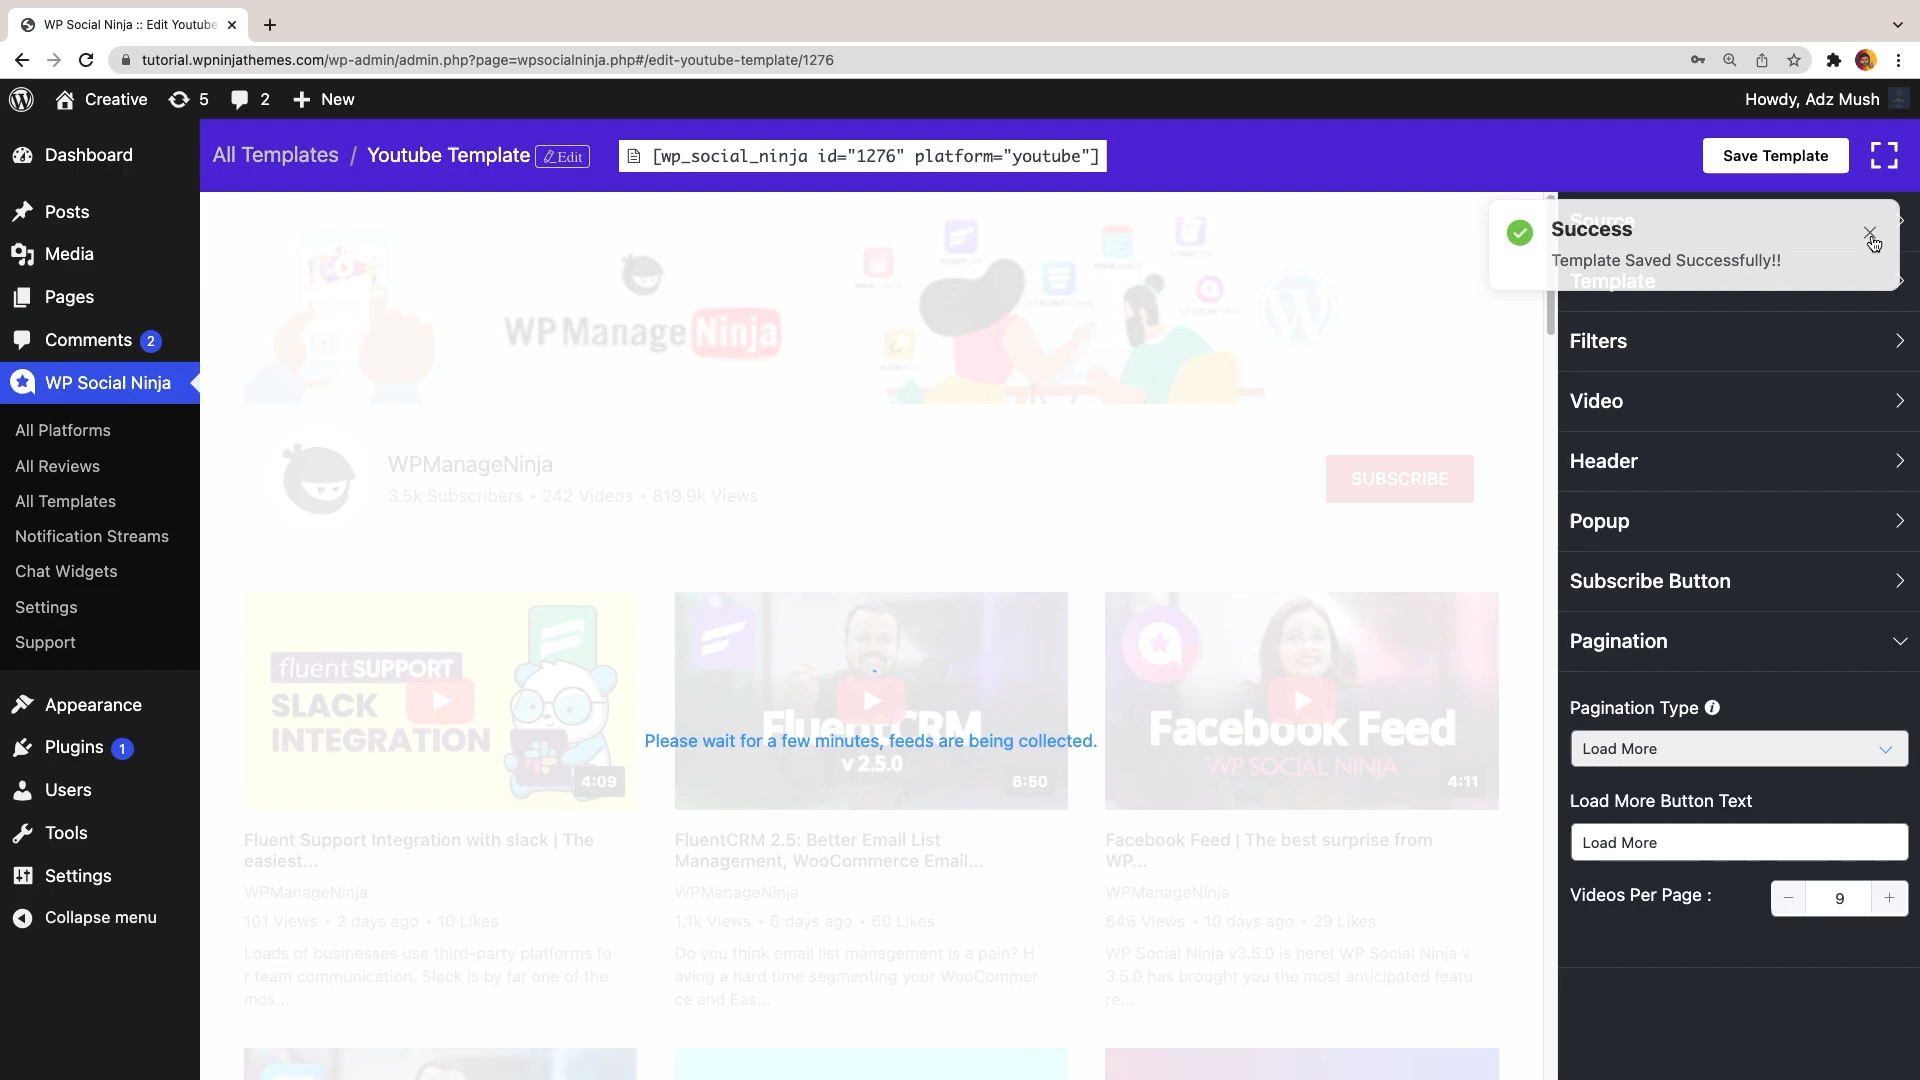 WP Social Ninja :: Edit Youtube
tutorial.wpninjathemes.com/wp-admin/admin.php?page=wpsocialninja.php#/edit-youtube-template/1276
Creative 5 2 New
Howdy, Adz Mush
Dashboard
Posts
Media
Pages
Comments 2
WP Social Ninja
All Platforms
All Reviews
All Templates
Notification Streams
Chat Widgets
Settings
Support
Appearance
Plugins 1
Users
Tools
Settings
Collapse menu
All Templates / Youtube Template Edit
[wp_social_ninja id="1276" platform="youtube"]
Save Template
WPManageNinja
WPManageNinja
3.5k Subscribers • 242 Videos • 819.9k Views
SUBSCRIBE
fluent SUPPORT
SLACK
INTEGRATION
4:09
FluentCRM
v 2.5.0
6:50
Facebook Feed
WP SOCIAL NINJA
4:11
Please wait for a few minutes, feeds are being collected.
Fluent Support Integration with slack | The
easiest...
WPManageNinja
101 Views • 2 days ago • 10 Likes
Loads of businesses use third-party platforms fo
r team communication. Slack is by far one of the
mos...
FluentCRM 2.5: Better Email List
Management, WooCommerce Email...
WPManageNinja
1.1k Views • 6 days ago • 60 Likes
Do you think email list management is a pain? H
aving a hard time segmenting your WooCommer
ce and Eas...
Facebook Feed | The best surprise from
WP...
WPManageNinja
646 Views • 10 days ago • 29 Likes
WP Social Ninja v3.5.0 is here! WP Social Ninja v
3.5.0 has brought you the most anticipated featu
re...
Source
Success
Template Saved Successfully!!
Template
Filters
Video
Header
Popup
Subscribe Button
Pagination
Pagination Type
Load More
Load More Button Text
Load More
Videos Per Page :
9